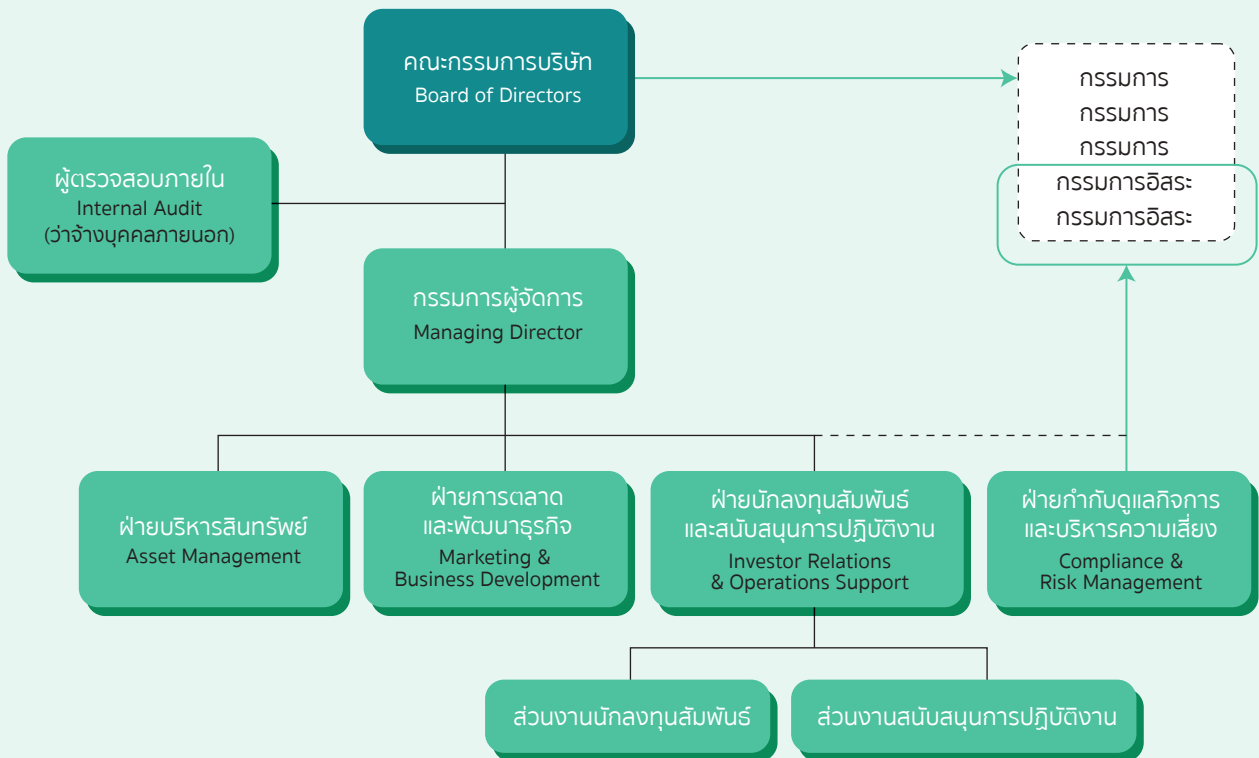 คณะกรรมการบริษัท
Board of Directors
กรรมการ
กรรมการ
กรรมการ
กรรมการอิสระ
กรรมการอิสระ
ผู้ตรวจสอบภายใน
Internal Audit
(ว่าจ้างบุคคลภายนอก)
กรรมการผู้จัดการ
Managing Director
ฝ่ายบริหารสินทรัพย์
Asset Management
ฝ่ายการตลาด
และพัฒนาธุรกิจ
Marketing &
Business Development
ฝ่ายนักลงทุนสัมพันธ์
และสนับสนุนการปฏิบัติงาน
Investor Relations
& Operations Support
ฝ่ายกำกับดูแลกิจการ
และบริหารความเสี่ยง
Compliance &
Risk Management
ส่วนงานนักลงทุนสัมพันธ์
ส่วนงานสนับสนุนการปฏิบัติงาน